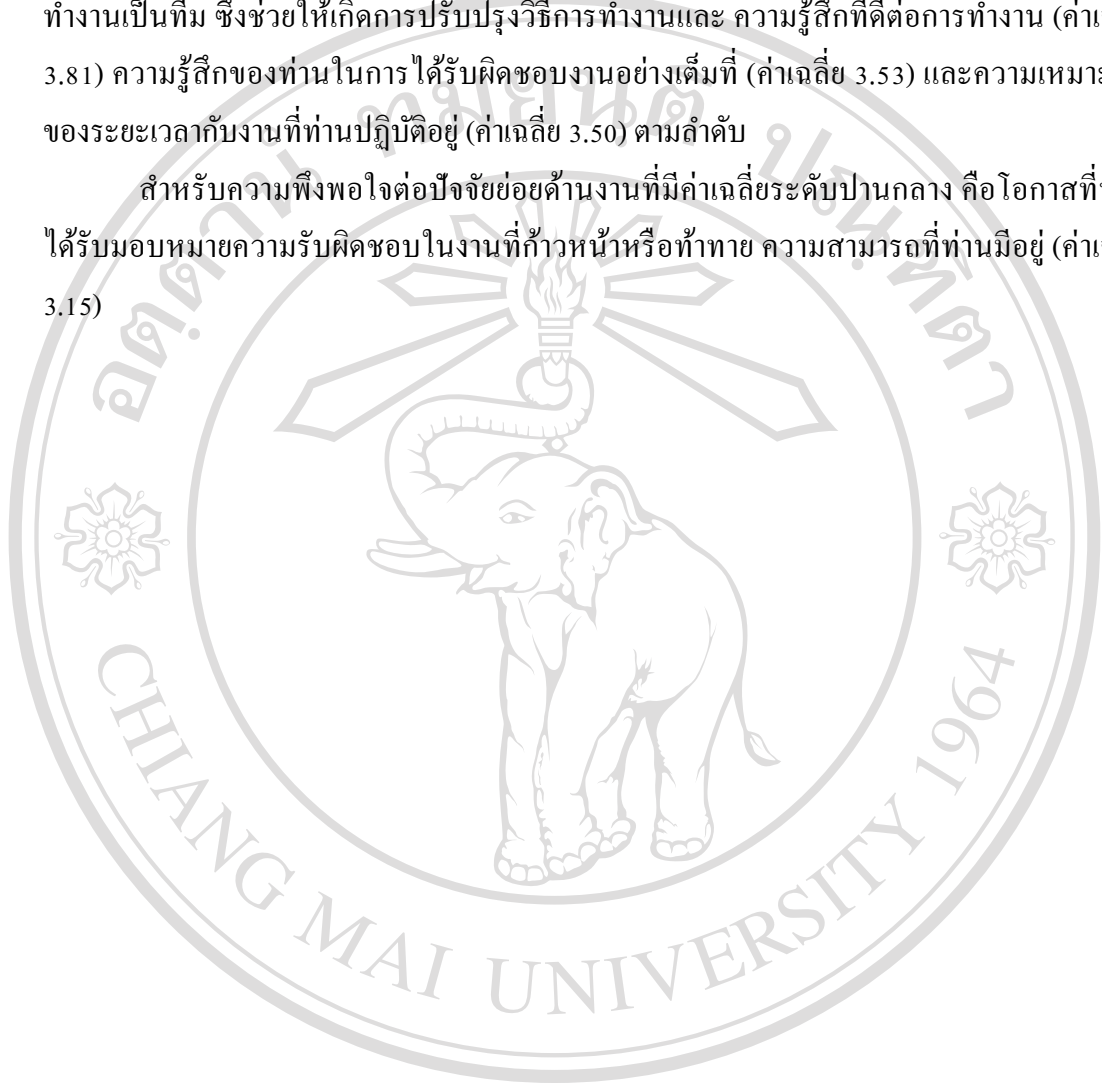 ทำงานเป็นทีม ซึ่งช่วยให้เกิดการปรับปรุงวิธีการทำงานและ ความรู้สึกที่ดีต่อการทำงาน
3.81) ความรู้สึกของท่านในการได้รับผิดชอบงานอย่างเต็มที่ (ค่าเฉลี่ย 3.53) และ
ของระยะเวลากับงานที่ท่านปฏิบัติอยู่ (ค่าเฉลี่ย 3.50) ตามลำดับ
สำหรับความพึงพอใจต่อปัจจัยย่อยด้านงานที่มีค่าเฉลี่ยระดับปานกลาง คือโอกาสที่
ได้รับมอบหมายความรับผิดชอบในงานที่ก้าวหน้าหรือท้าทาย ความสามารถที่ท่านมีอยู่
3.15)
อตฺตานํ ทมยนฺติ ปณฺฑิตา
CHIANG MAI UNIVERSITY 1964